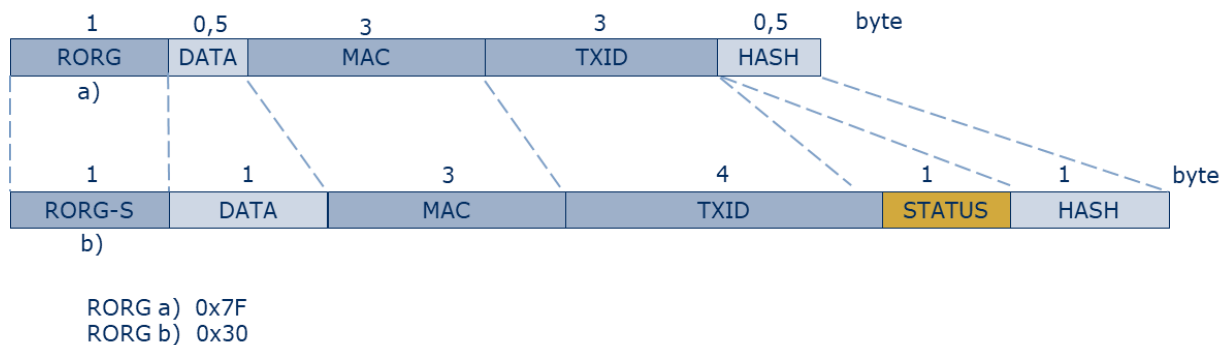 1 0,5 3 3 0,5 byte
RORG DATA MAC TXID HASH
a)
1 1 3 4 1 1 byte
RORG-S DATA MAC TXID STATUS HASH
b)
RORG a) 0x7F
RORG b) 0x30